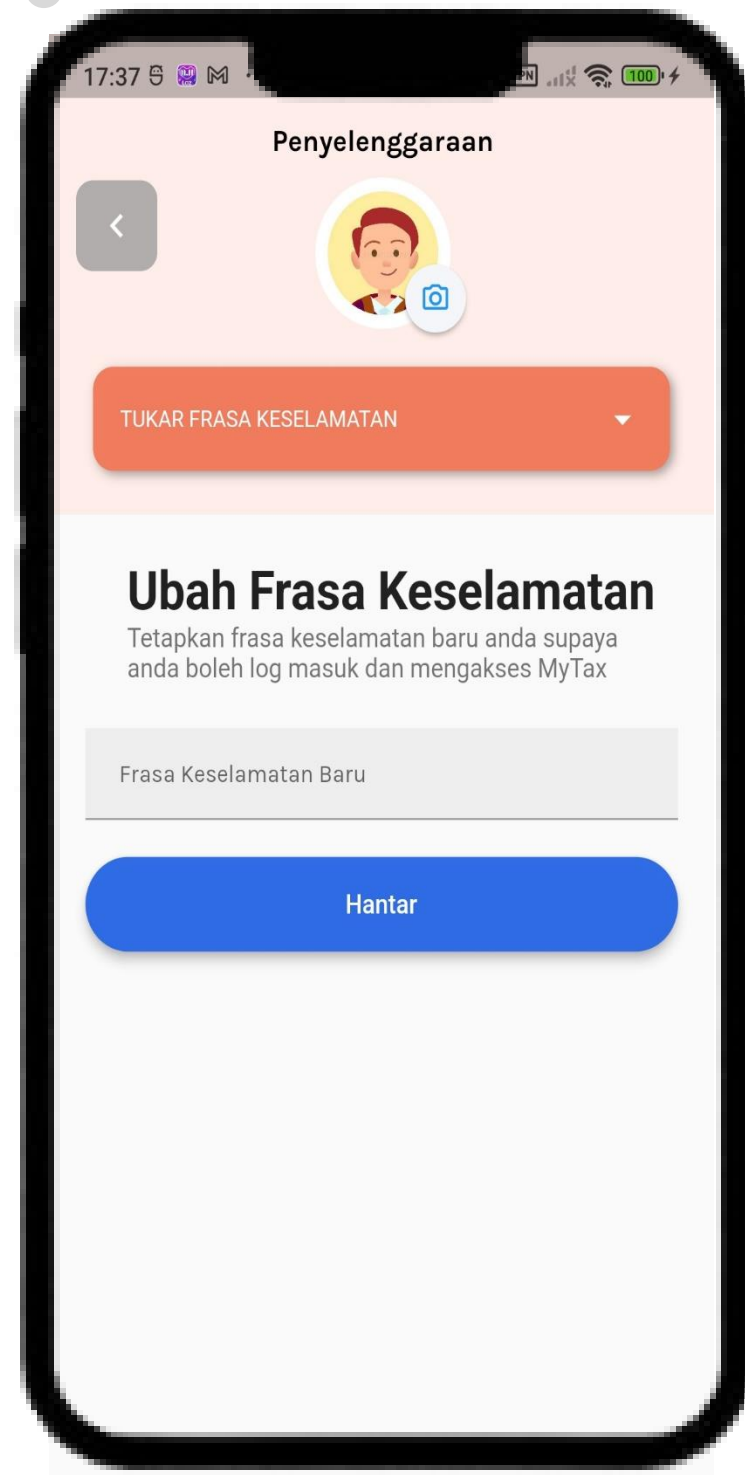 17:37
100
Penyelenggaraan
TUKAR FRASA KESELAMATAN
Ubah Frasa Keselamatan
Tetapkan frasa keselamatan baru anda supaya
anda boleh log masuk dan mengakses MyTax
Frasa Keselamatan Baru
Hantar